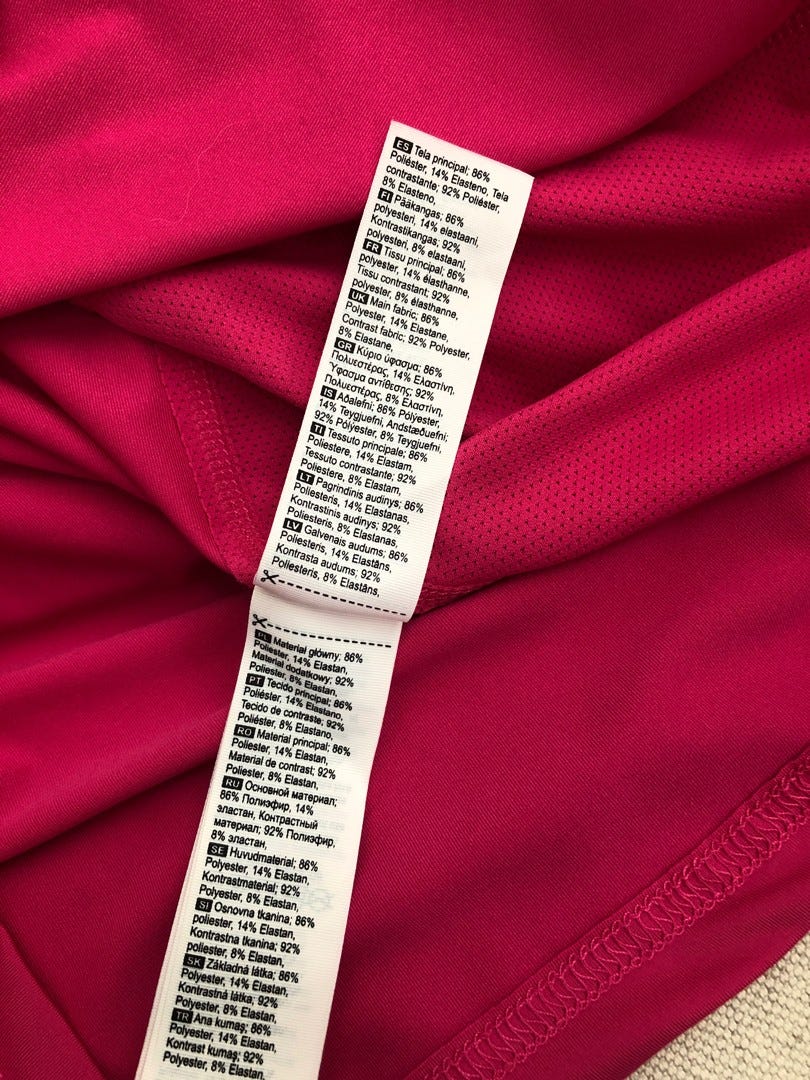 ES Tela principal; 86%
Poliéster, 14% Elasteno, Tela
contrastante; 92% Poliéster,
8% Elasteno,
FI Pääkangas; 86%
polyesteri, 14% elastaani,
Kontrastikangas; 92%
polyesteri, 8% elastaani,
FR Tissu principal; 86%
polyester, 14% élasthanne,
Tissu contrastant; 92%
polyester, 8% élasthanne,
UK Main fabric; 86%
Polyester, 14% Elastane,
Contrast fabric; 92% Polyester,
8% Elastane,
GR Κύριο ύφασμα; 86%
Πολυεστέρας, 14% Ελαστίνη,
Ύφασμα αντίθεσης; 92%
Πολυεστέρας, 8% Ελαστίνη,
IS Aðalefni; 86% Pólýester,
14% Teygjuefni, Andstæðuefni;
92% Pólýester, 8% Teygjuefni,
TI Tessuto principale; 86%
Poliestere, 14% Elastam,
Tessuto contrastante; 92%
Poliestere, 8% Elastam,
LT Pagrindinis audinys; 86%
Poliesteris, 14% Elastanas,
Kontrastinis audinys; 92%
Poliesteris, 8% Elastanas,
LV Galvenais audums; 86%
Poliesteris, 14% Elastāns,
Kontrasta audums; 92%
Poliesteris, 8% Elastāns,
PL Materiał główny; 86%
Poliester, 14% Elastan,
Materiał dodatkowy; 92%
Poliester, 8% Elastan,
PT Tecido principal; 86%
Poliéster, 14% Elastano,
Tecido de contraste; 92%
Poliéster, 8% Elastano,
RO Material principal; 86%
Poliester, 14% Elastan,
Material de contrast; 92%
Poliester, 8% Elastan,
RU Основной материал;
86% Полиэфир, 14%
эластан, Контрастный
материал; 92% Полиэфир,
8% эластан,
SE Huvudmaterial; 86%
Polyester, 14% Elastan,
Kontrastmaterial; 92%
Polyester, 8% Elastan,
SI Osnovna tkanina; 86%
poliester, 14% Elastan,
Kontrastna tkanina; 92%
poliester, 8% Elastan,
SK Základná látka; 86%
Polyester, 14% Elastan,
Kontrastná látka; 92%
Polyester, 8% Elastan,
TR Ana kumaş; 86%
Polyester, 14% Elastan,
Kontrast kumaş; 92%
Polyester, 8% Elastan,